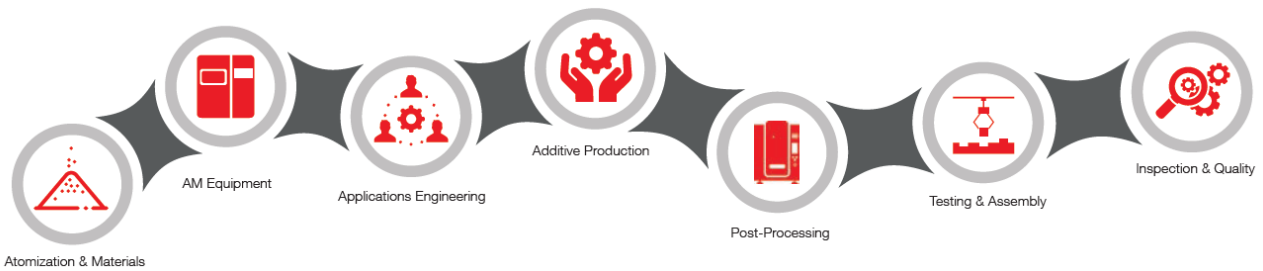 Atomization & Materials
AM Equipment
Applications Engineering
Additive Production
Post-Processing
Testing & Assembly
Inspection & Quality